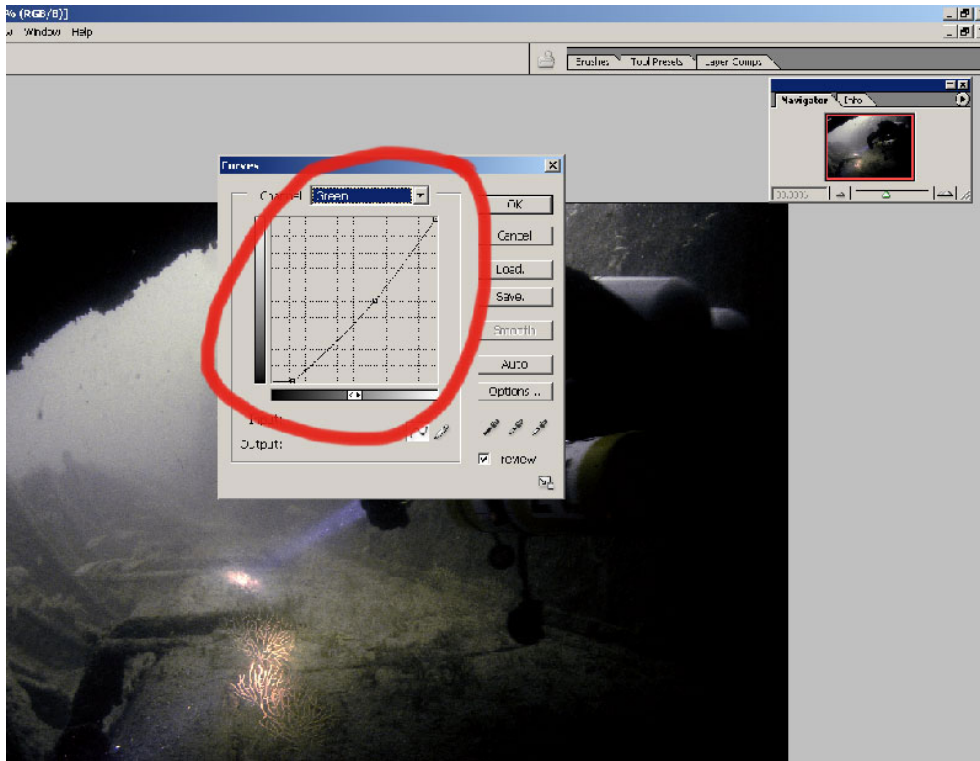 % (RGB/8)]
w Window Help
Brushes Tool Presets Layer Comps
Navigator Info
Curves
Channel Green
OK
Cancel
Load.
Save.
Smooth
Auto
Options ..
Input:
Output:
review